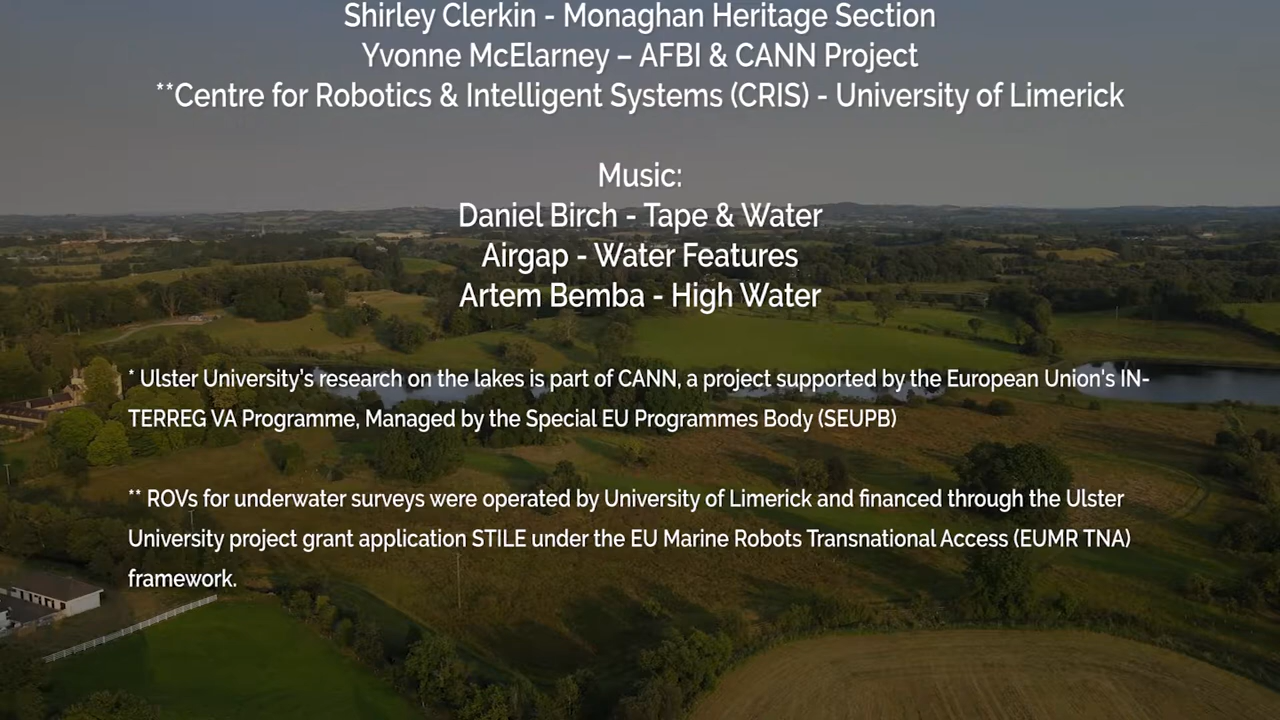 Shirley Clerkin - Monaghan Heritage Section
Yvonne McElarney – AFBI & CANN Project
**Centre for Robotics & Intelligent Systems (CRIS) - University of Limerick
Music:
Daniel Birch - Tape & Water
Airgap - Water Features
Artem Bemba - High Water
* Ulster University's research on the lakes is part of CANN, a project supported by the European Union's IN-
TERREG VA Programme, Managed by the Special EU Programmes Body (SEUPB)
** ROVs for underwater surveys were operated by University of Limerick and financed through the Ulster
University project grant application STILE under the EU Marine Robots Transnational Access (EUMR TNA)
framework.